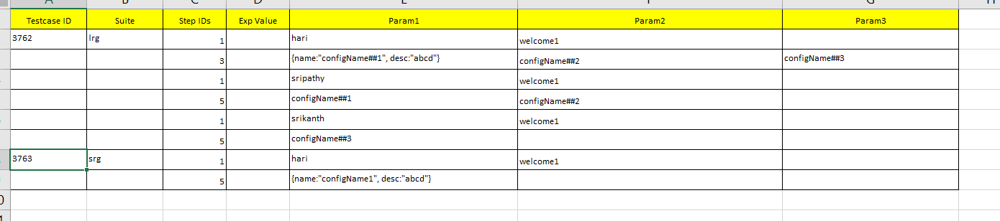 Testcase ID Suite Step IDs Exp Value Param1 Param2 Param3
3762 lrg 1 hari welcome1
3 {name:"configName##1", desc:"abcd"} configName##2 configName##3
1 sripathy welcome1
5 configName##1 configName##2
1 srikanth welcome1
5 configName##3
3763 srg 1 hari welcome1
5 {name:"configName1", desc:"abcd"}